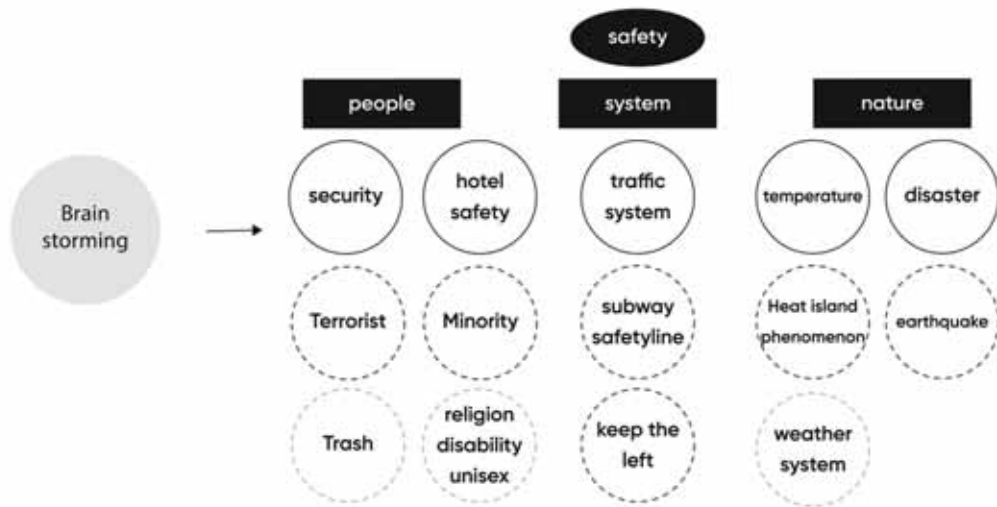 safety
people
system
nature
Brain
storming
security
hotel
safety
traffic
system
temperature
disaster
Terrorist
Minority
subway
safetyline
Heat island
phenomenon
earthquake
Trash
religion
disability
unisex
keep the
left
weather
system